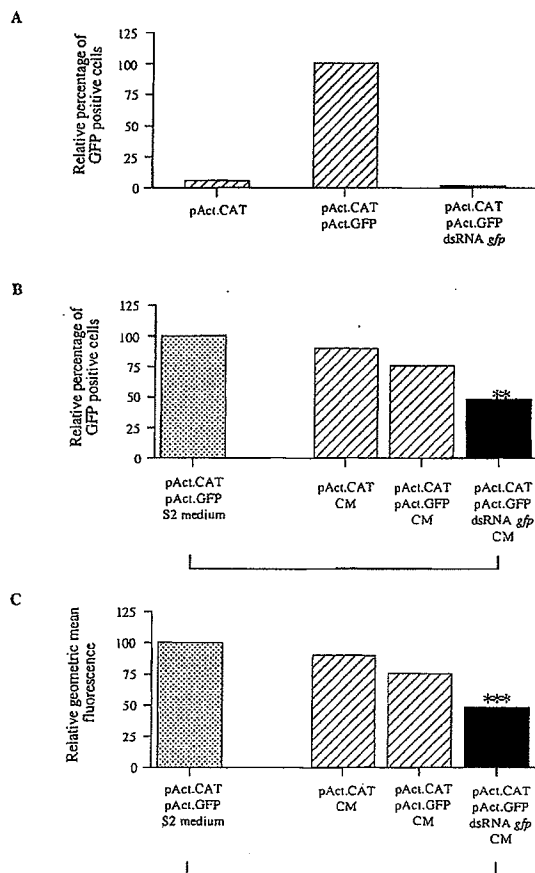 A
Relative percentage of
GFP positive cells
125
100
75
50
25
0
pAct.CAT
pAct.CAT
pAct.GFP
pAct.CAT
pAct.GFP
dsRNA gfp
B
Relative percentage of
GFP positive cells
125
100
75
50
25
0
**
pAct.CAT
pAct.GFP
S2 medium
pAct.CAT
CM
pAct.CAT
pAct.GFP
CM
pAct.CAT
pAct.GFP
dsRNA gfp
CM
C
Relative geometric mean
fluorescence
125
100
75
50
25
0
***
pAct.CAT
pAct.GFP
S2 medium
pAct.CAT
CM
pAct.CAT
pAct.GFP
CM
pAct.CAT
pAct.GFP
dsRNA gfp
CM